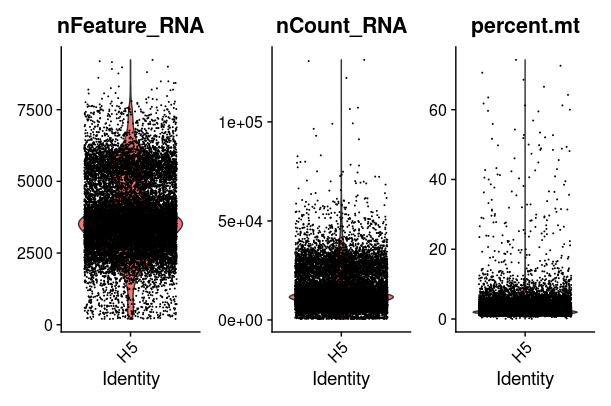 nFeature_RNA
7500
5000
2500
0
H5
Identity
nCount_RNA
1e+05
5e+04
0e+00
H5
Identity
percent.mt
60
40
20
0
H5
Identity